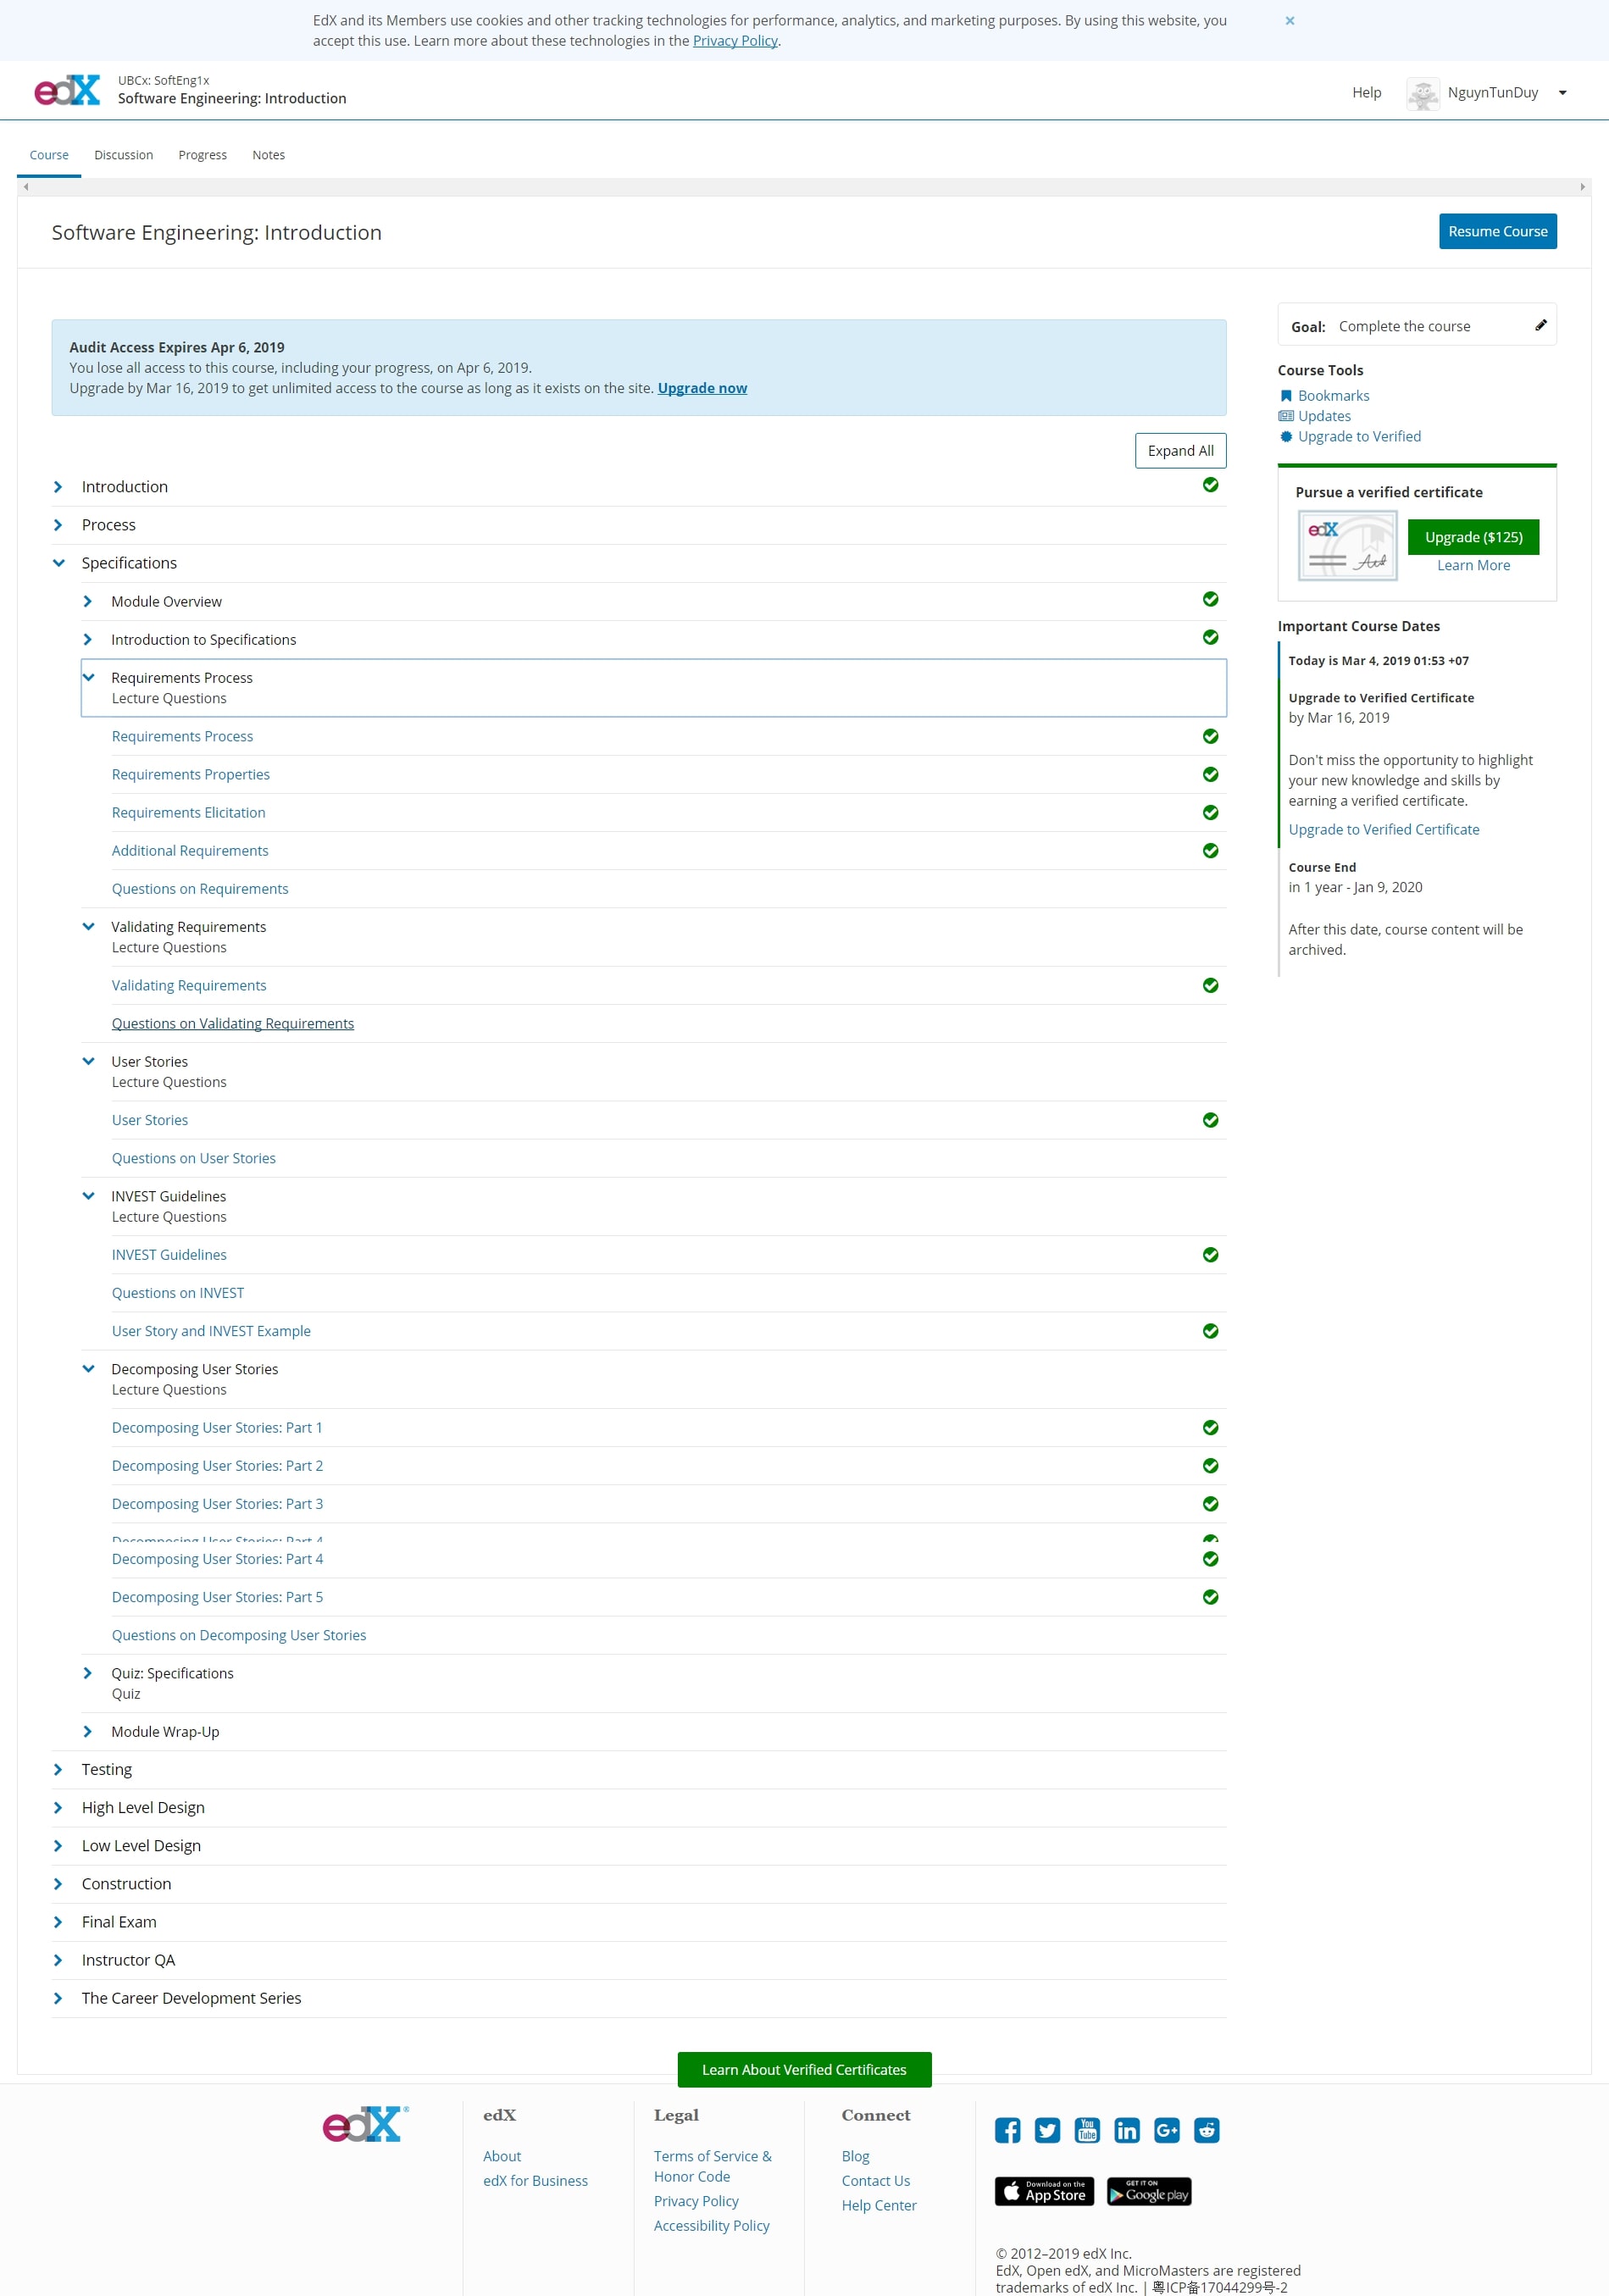 EdX and its Members use cookies and other tracking technologies for performance, analytics, and marketing purposes. By using this website, you
accept this use. Learn more about these technologies in the Privacy Policy.
×
edX
UBCx: SoftEng1x
Software Engineering: Introduction
Help
NguynTunDuy
Course
Discussion
Progress
Notes
Software Engineering: Introduction
Resume Course
Audit Access Expires Apr 6, 2019
You lose all access to this course, including your progress, on Apr 6, 2019.
Upgrade by Mar 16, 2019 to get unlimited access to the course as long as it exists on the site. Upgrade now
Expand All
Introduction
Process
Specifications
Module Overview
Introduction to Specifications
Requirements Process
Lecture Questions
Requirements Process
Requirements Properties
Requirements Elicitation
Additional Requirements
Questions on Requirements
Validating Requirements
Lecture Questions
Validating Requirements
Questions on Validating Requirements
User Stories
Lecture Questions
User Stories
Questions on User Stories
INVEST Guidelines
Lecture Questions
INVEST Guidelines
Questions on INVEST
User Story and INVEST Example
Decomposing User Stories
Lecture Questions
Decomposing User Stories: Part 1
Decomposing User Stories: Part 2
Decomposing User Stories: Part 3
Decomposing User Stories: Part 4
Decomposing User Stories: Part 4
Decomposing User Stories: Part 5
Questions on Decomposing User Stories
Quiz: Specifications
Quiz
Module Wrap-Up
Testing
High Level Design
Low Level Design
Construction
Final Exam
Instructor QA
The Career Development Series
Goal: Complete the course
Course Tools
Bookmarks
Updates
Upgrade to Verified
Pursue a verified certificate
edX
Upgrade ($125)
Learn More
Important Course Dates
Today is Mar 4, 2019 01:53 +07
Upgrade to Verified Certificate
by Mar 16, 2019
Don't miss the opportunity to highlight
your new knowledge and skills by
earning a verified certificate.
Upgrade to Verified Certificate
Course End
in 1 year - Jan 9, 2020
After this date, course content will be
archived.
Learn About Verified Certificates
edX®
edX
About
edX for Business
Legal
Terms of Service &
Honor Code
Privacy Policy
Accessibility Policy
Connect
Blog
Contact Us
Help Center
You
Tube
in
G+
Download on the
App Store
GET IT ON
Google play
© 2012–2019 edX Inc.
EdX, Open edX, and MicroMasters are registered
trademarks of edX Inc. | 粤ICP备17044299号-2